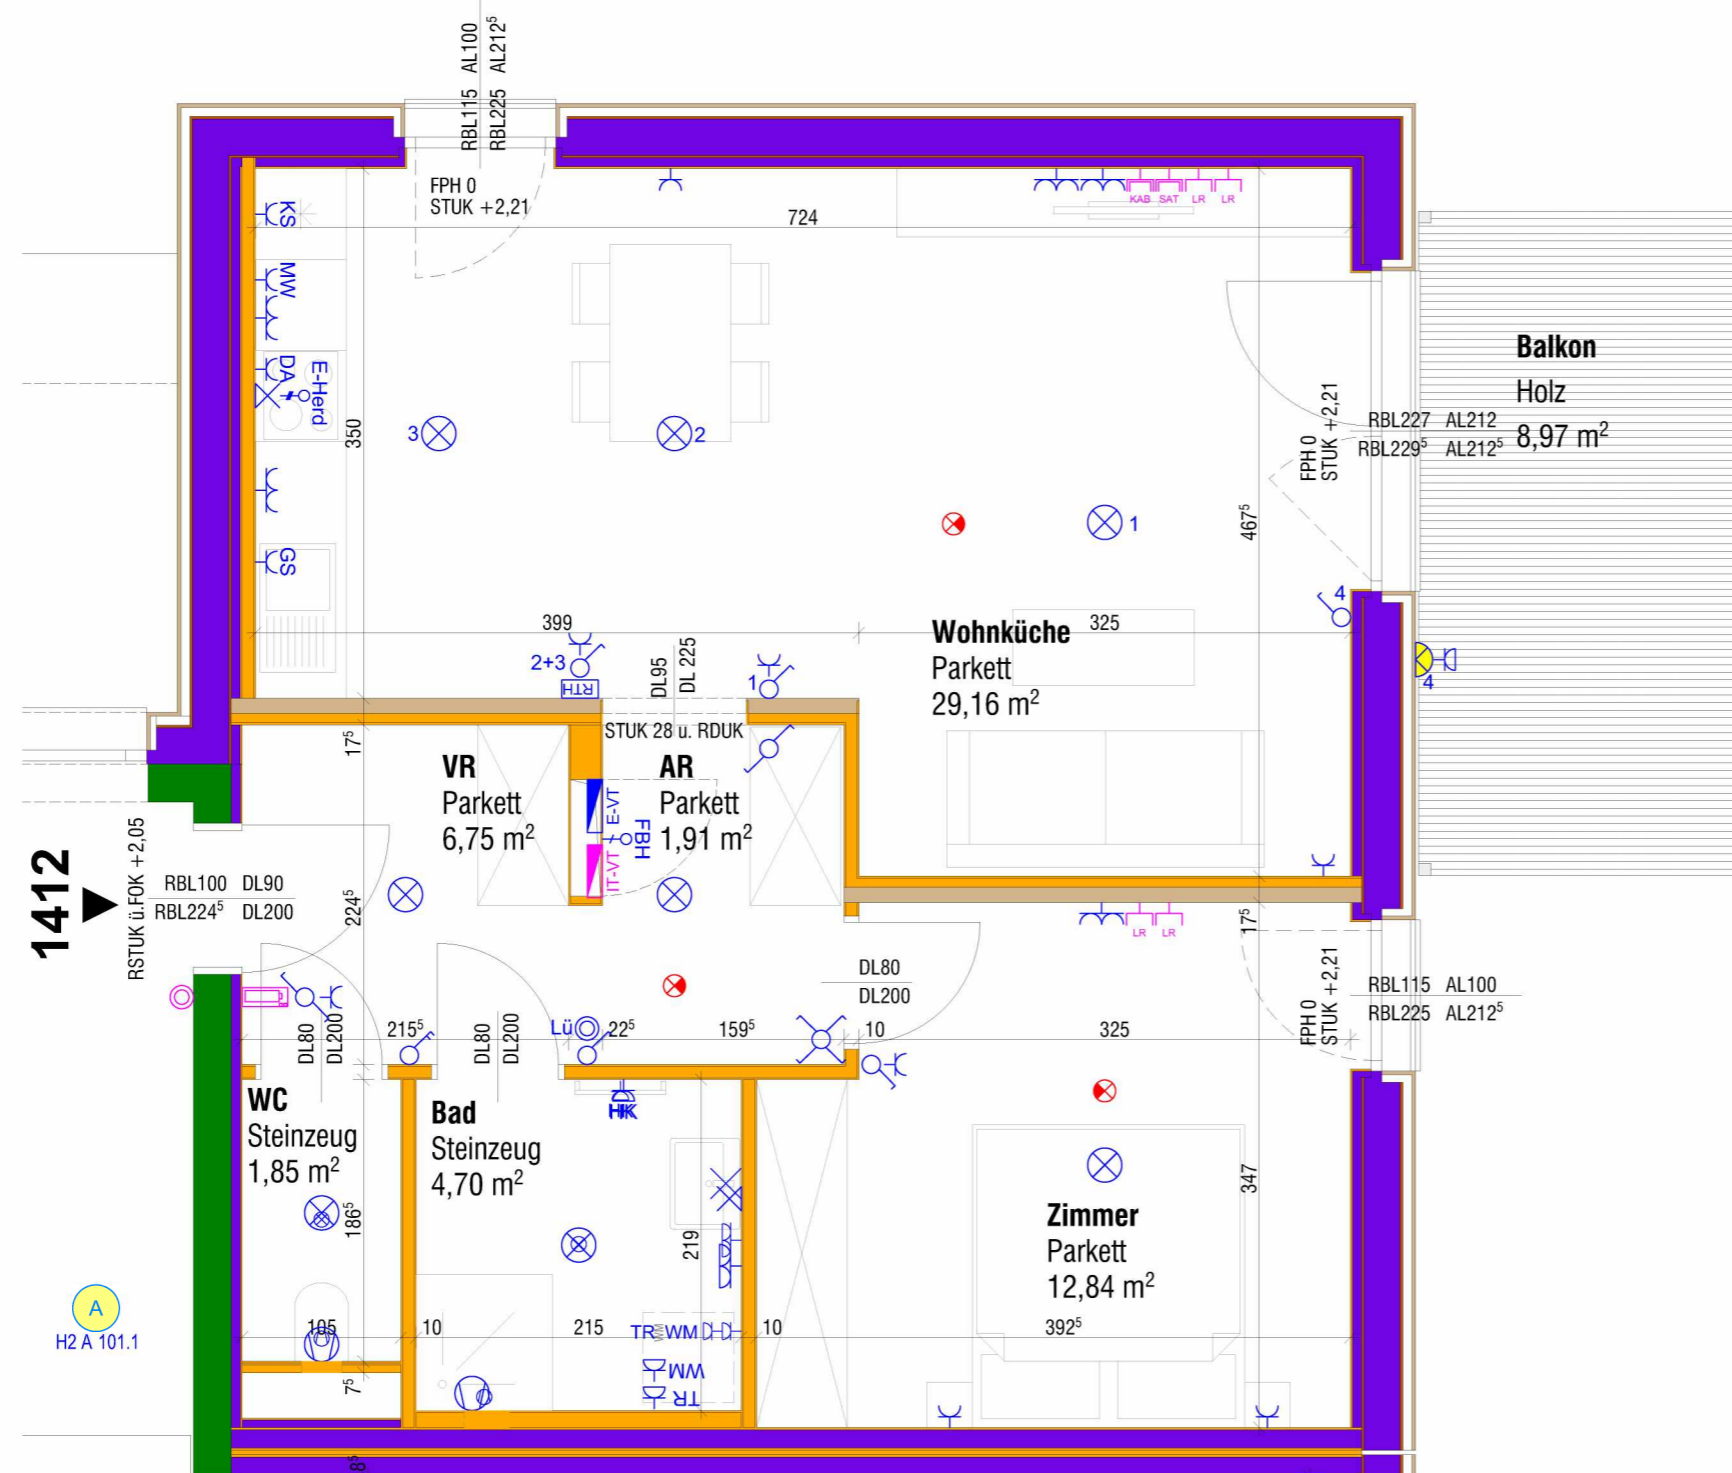 RBL115 AL100
RBL225 AL212⁵
FPH 0
STUK +2,21
724
KAB SAT LR LR
KS
MW
DA
E-Herd
GS
350
3
2
1
467⁵
FPH 0
STUK +2,21
RBL227 AL212
RBL229⁵ AL212⁵
Balkon
Holz
8,97 m²
4
4
399
325
2+3
RTH
1
DL95
DL 225
STUK 28 u. RDUK
Wohnküche
Parkett
29,16 m²
17⁵
VR
Parkett
6,75 m²
AR
Parkett
1,91 m²
E-VT
FBH
IT-VT
1412
RSTUK ü.FOK +2,05
RBL100 DL90
RBL224⁵ DL200
224⁵
LR LR
17⁵
DL80
DL200
FPH 0
STUK +2,21
RBL115 AL100
RBL225 AL212⁵
DL80
DL200
215⁵
DL80
DL200
Lü
22⁵
159⁵
10
325
WC
Steinzeug
1,85 m²
Bad
Steinzeug
4,70 m²
HK
186⁵
219
347
Zimmer
Parkett
12,84 m²
A
H2 A 101.1
105
10
215
TR
WM
WM
10
392⁵
WM
TR
7⁵
8⁵